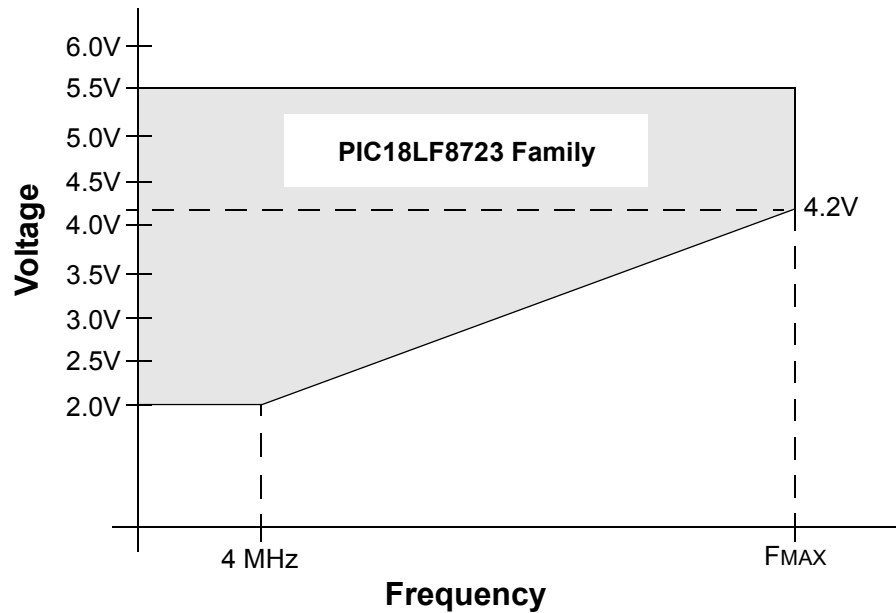 6.0V
5.5V
5.0V
4.5V
4.0V
3.5V
3.0V
2.5V
2.0V
Voltage
PIC18LF8723 Family
4.2V
4 MHz
FMAX
Frequency